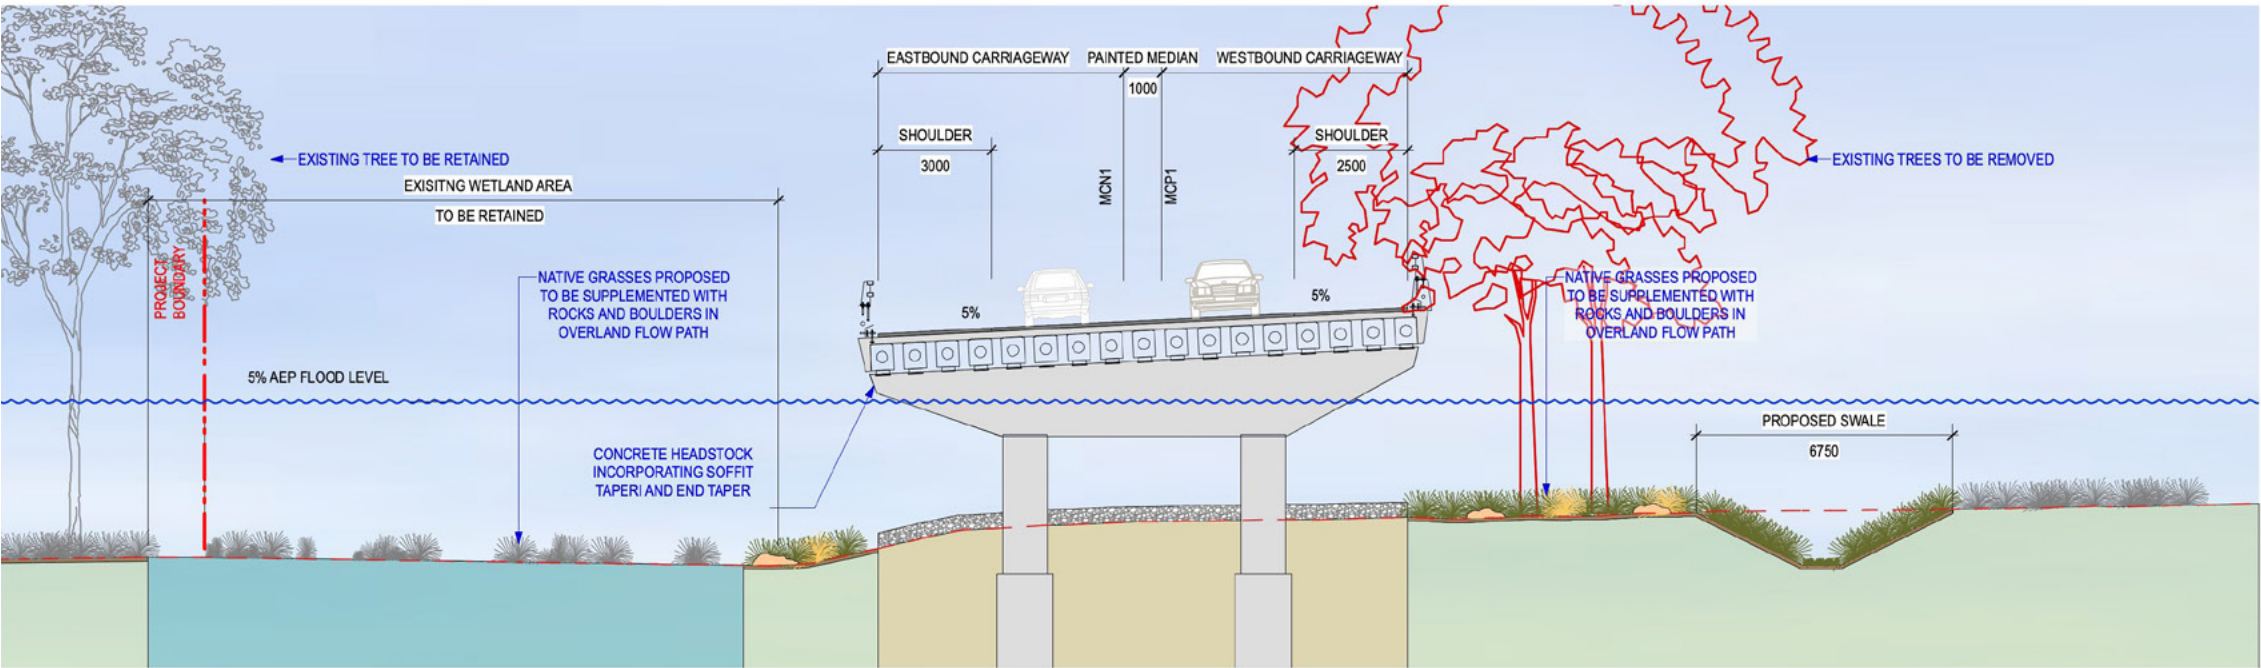 EASTBOUND CARRIAGEWAY
PAINTED MEDIAN
WESTBOUND CARRIAGEWAY
1000
SHOULDER
3000
SHOULDER
2500
MCN1
MCP1
EXISTING TREE TO BE RETAINED
EXISTING TREES TO BE REMOVED
EXISITNG WETLAND AREA
TO BE RETAINED
PROJECT
BOUNDARY
NATIVE GRASSES PROPOSED
TO BE SUPPLEMENTED WITH
ROCKS AND BOULDERS IN
OVERLAND FLOW PATH
5%
5%
NATIVE GRASSES PROPOSED
TO BE SUPPLEMENTED WITH
ROCKS AND BOULDERS IN
OVERLAND FLOW PATH
5% AEP FLOOD LEVEL
CONCRETE HEADSTOCK
INCORPORATING SOFFIT
TAPERI AND END TAPER
PROPOSED SWALE
6750